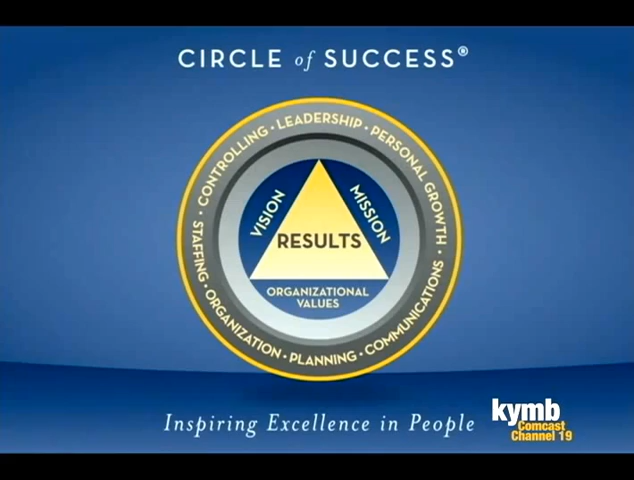 CIRCLE of SUCCESS®
CONTROLLING • LEADERSHIP • PERSONAL GROWTH • COMMUNICATIONS • PLANNING • ORGANIZATION • STAFFING •
VISION
MISSION
RESULTS
ORGANIZATIONAL
VALUES
Inspiring Excellence in People
kymb
Comcast
Channel 19